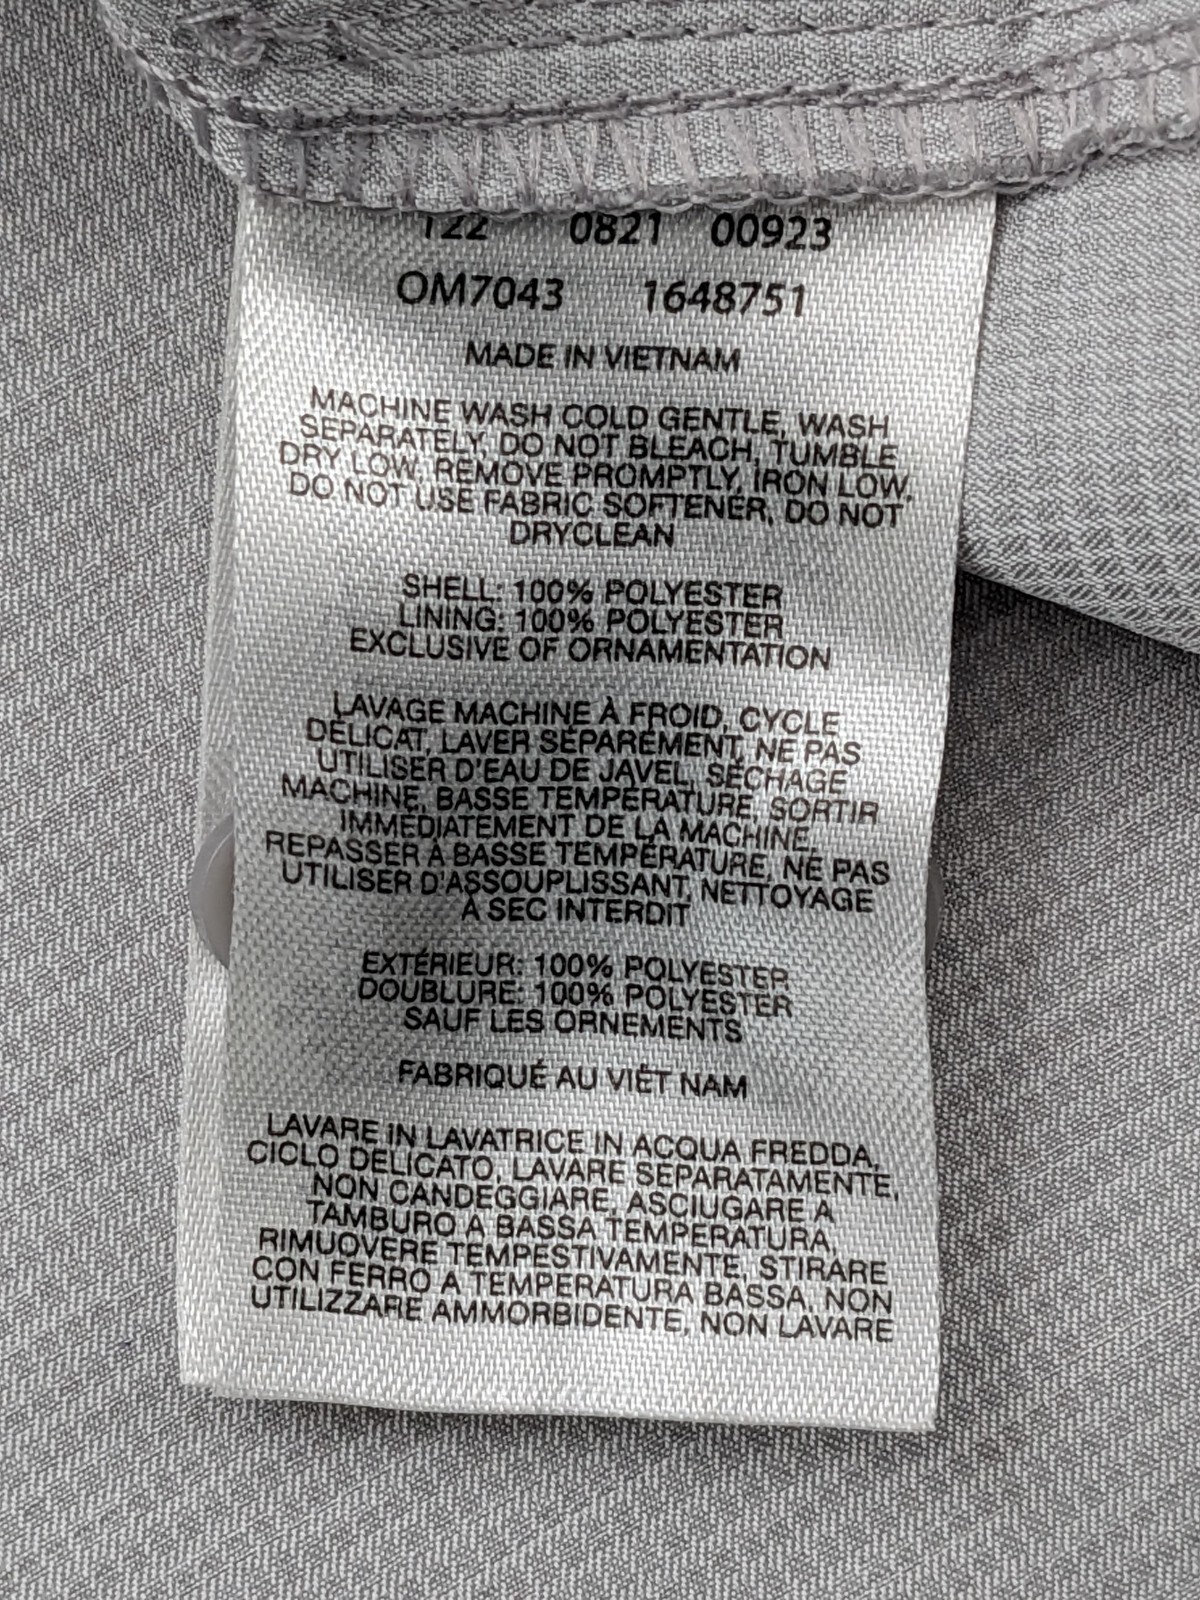 122 0821 00923
OM7043 1648751
MADE IN VIETNAM
MACHINE WASH COLD GENTLE, WASH
SEPARATELY, DO NOT BLEACH, TUMBLE
DRY LOW, REMOVE PROMPTLY, IRON LOW,
DO NOT USE FABRIC SOFTENER, DO NOT
DRYCLEAN
SHELL: 100% POLYESTER
LINING: 100% POLYESTER
EXCLUSIVE OF ORNAMENTATION
LAVAGE MACHINE À FROID, CYCLE
DÉLICAT, LAVER SÉPARÉMENT, NE PAS
UTILISER D'EAU DE JAVEL, SÉCHAGE
MACHINE, BASSE TEMPÉRATURE, SORTIR
IMMÉDIATEMENT DE LA MACHINE,
REPASSER À BASSE TEMPÉRATURE, NE PAS
UTILISER D'ASSOUPLISSANT, NETTOYAGE
À SEC INTERDIT
EXTÉRIEUR: 100% POLYESTER
DOUBLURE: 100% POLYESTER
SAUF LES ORNEMENTS
FABRIQUÉ AU VIÊT NAM
LAVARE IN LAVATRICE IN ACQUA FREDDA,
CICLO DELICATO, LAVARE SEPARATAMENTE,
NON CANDEGGIARE, ASCIUGARE A
TAMBURO A BASSA TEMPERATURA,
RIMUOVERE TEMPESTIVAMENTE, STIRARE
CON FERRO A TEMPERATURA BASSA, NON
UTILIZZARE AMMORBIDENTE, NON LAVARE